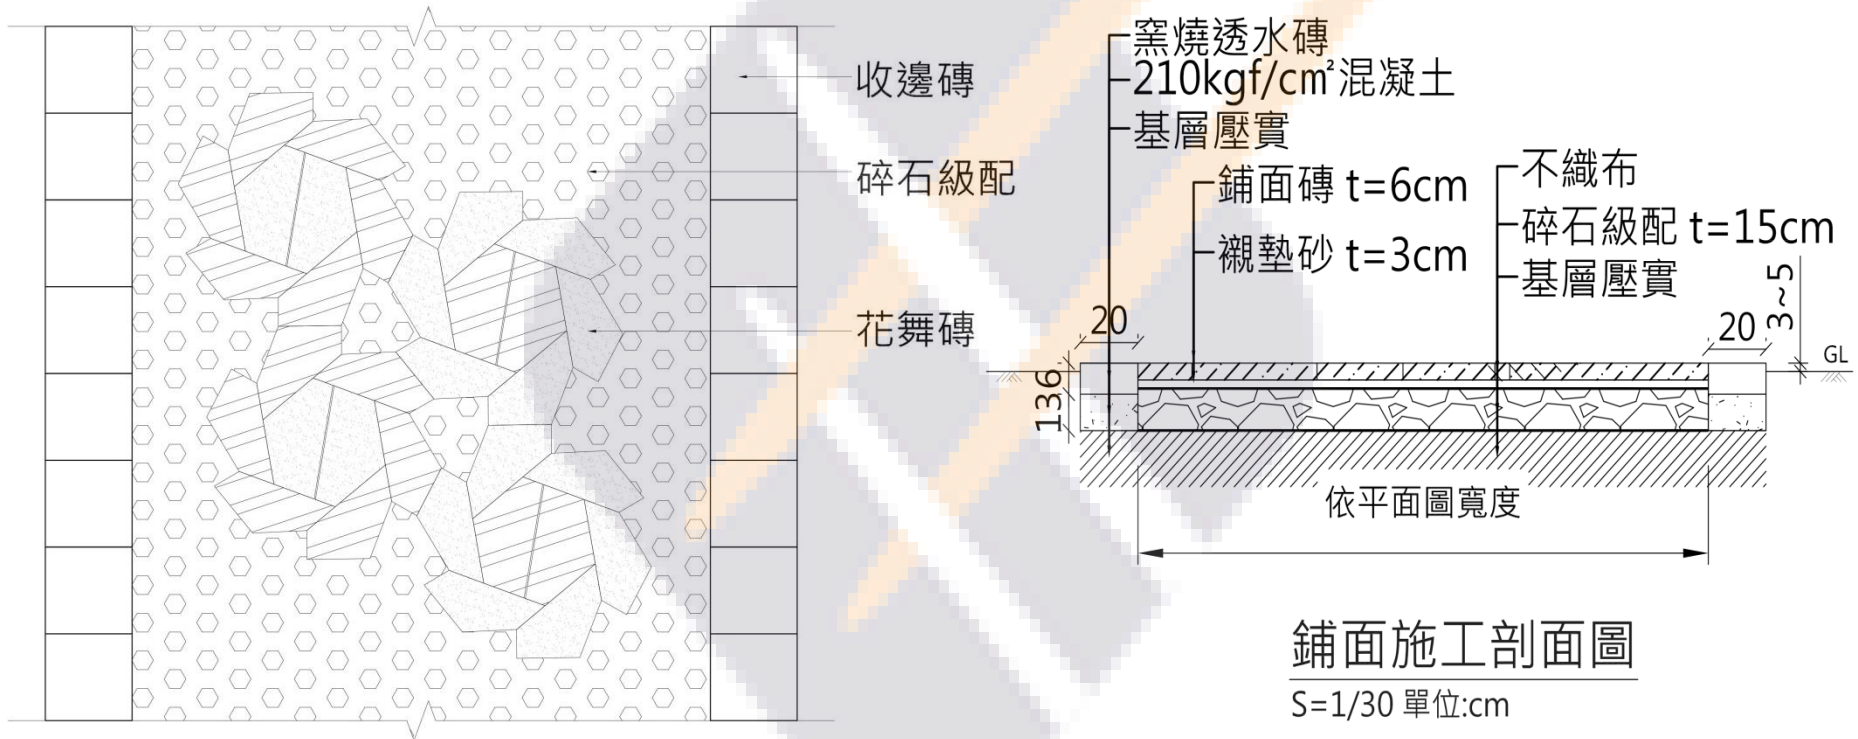 收邊磚
碎石級配
花舞磚
窯燒透水磚
210kgf/cm²混凝土
基層壓實
鋪面磚 t=6cm
襯墊砂 t=3cm
不織布
碎石級配 t=15cm
基層壓實
20
20
3~5
GL
136
依平面圖寬度
鋪面施工剖面圖
S=1/30 單位:cm